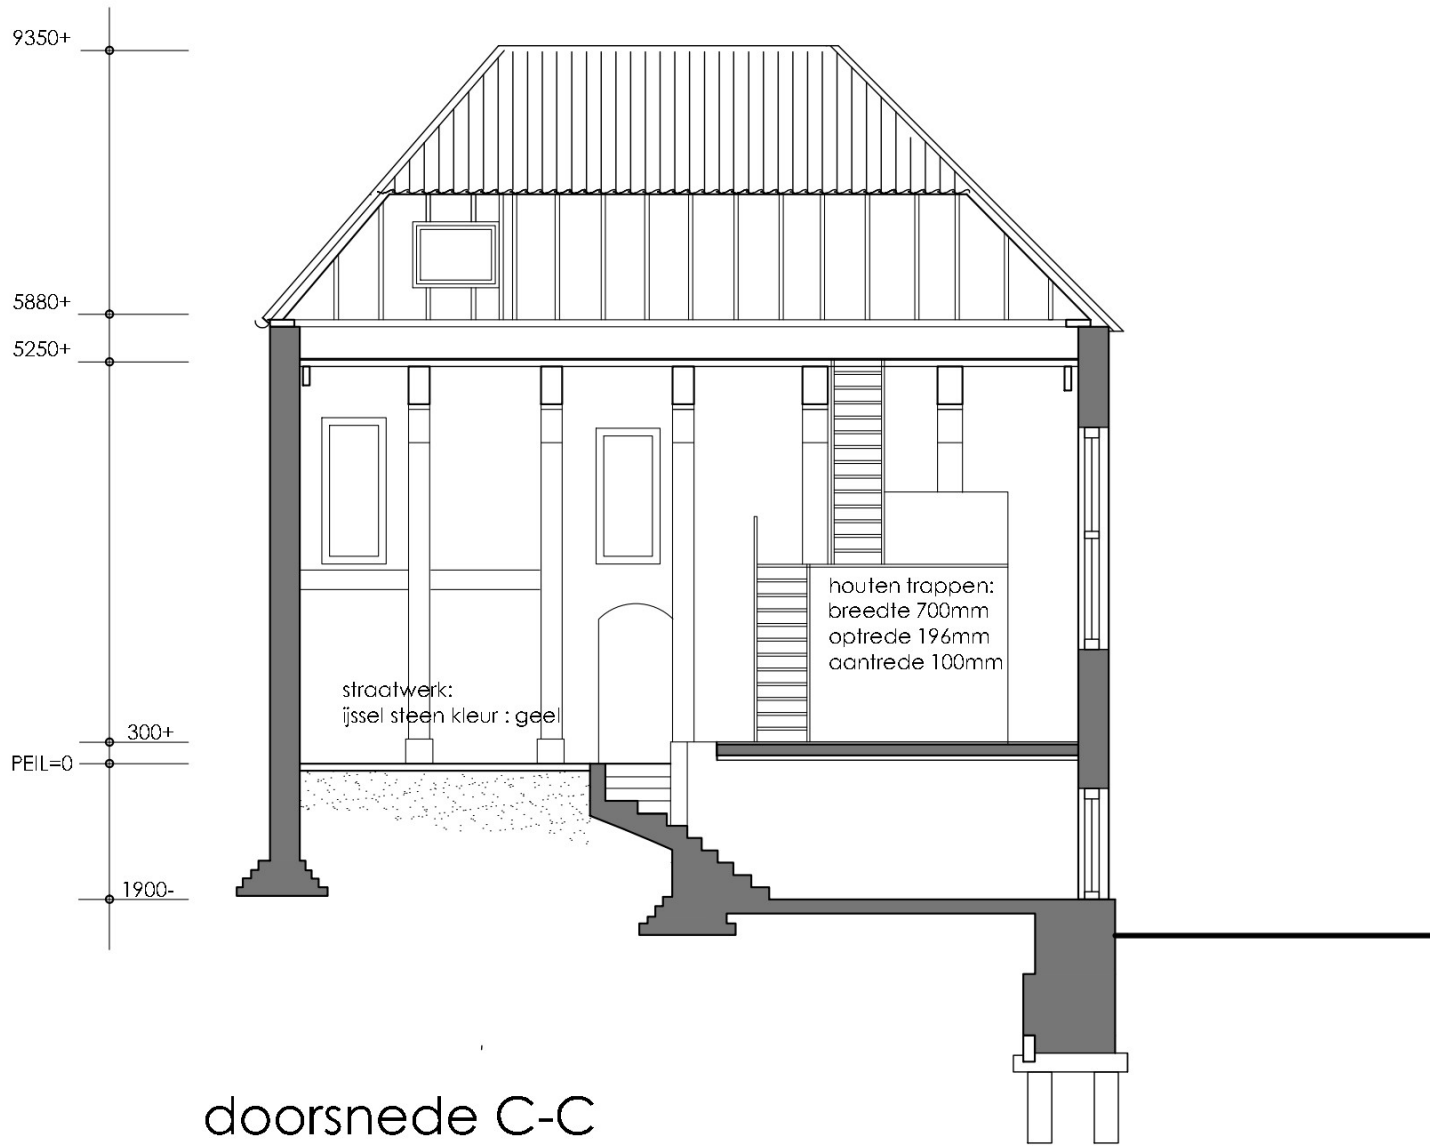 9350+
5880+
5250+
houten trappen:
breedte 700mm
optrede 196mm
aantrede 100mm
straatwerk:
ijssel steen kleur : geel
300+
PEIL=0
1900-
doorsnede C-C